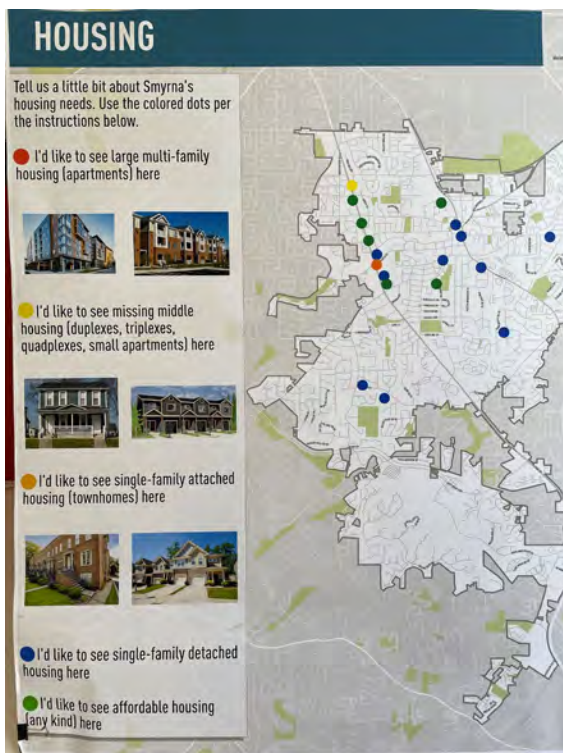 HOUSING
Tell us a little bit about Smyrna's
housing needs. Use the colored dots per
the instructions below.
I'd like to see large multi-family
housing (apartments) here
I'd like to see missing middle
housing (duplexes, triplexes,
quadplexes, small apartments) here
I'd like to see single-family attached
housing (townhomes) here
I'd like to see single-family detached
housing here
I'd like to see affordable housing
(any kind) here